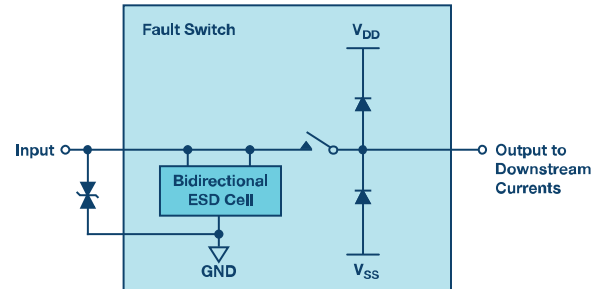 Fault Switch
VDD
Input
Bidirectional
ESD Cell
Output to
Downstream
Currents
GND
VSS